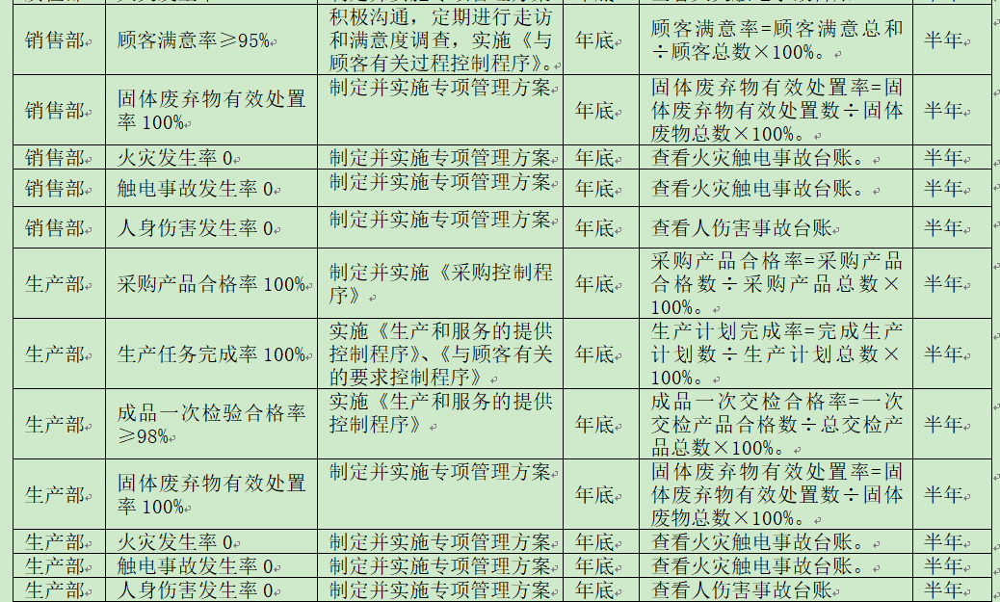 积极沟通，定期进行走访
销售部 顾客满意率≥95% 和满意度调查，实施《与 年底 顾客满意率=顾客满意总和 半年
顾客有关过程控制程序》。 ÷顾客总数×100%。
销售部 固体废弃物有效处置 制定并实施专项管理方案 年底 固体废弃物有效处置率=固 半年
率 100% 体废弃物有效处置数÷固体
废物总数×100%。
销售部 火灾发生率 0 制定并实施专项管理方案 年底 查看火灾触电事故台账。 半年
销售部 触电事故发生率 0 制定并实施专项管理方案 年底 查看火灾触电事故台账。 半年
销售部 人身伤害发生率 0 制定并实施专项管理方案 年底 查看人伤害事故台账 半年
生产部 采购产品合格率 100% 制定并实施《采购控制程 年底 采购产品合格率=采购产品 半年
序》 合格数÷采购产品总数×
100%。
生产部 生产任务完成率 100% 实施《生产和服务的提供 年底 生产计划完成率=完成生产 半年
控制程序》、《与顾客有关 计划数÷生产计划总数×
的要求控制程序》 100%。
生产部 成品一次检验合格率 实施《生产和服务的提供 年底 成品一次交检合格率=一次 半年
≥98% 控制程序》 交检产品合格数÷总交检产
品总数×100%。
生产部 固体废弃物有效处置 制定并实施专项管理方案 年底 固体废弃物有效处置率=固 半年
率 100% 体废弃物有效处置数÷固体
废物总数×100%。
生产部 火灾发生率 0 制定并实施专项管理方案 年底 查看火灾触电事故台账。 半年
生产部 触电事故发生率 0 制定并实施专项管理方案 年底 查看火灾触电事故台账。 半年
生产部 人身伤害发生率 0 制定并实施专项管理方案 年底 查看人伤害事故台账 半年